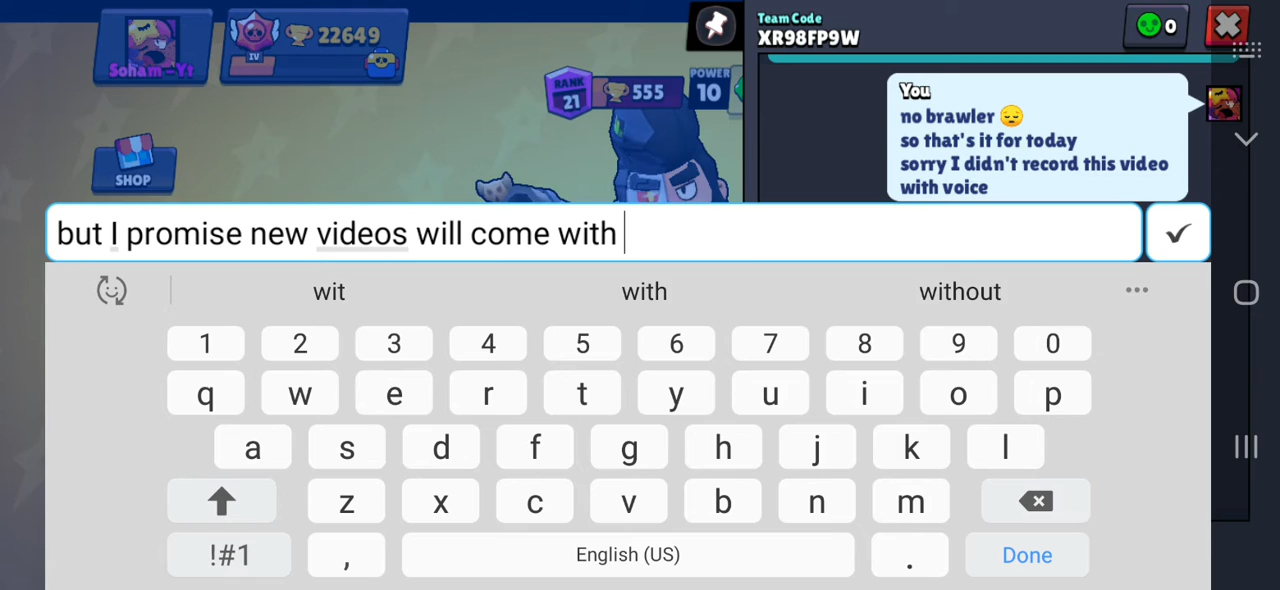 Soham-Yt
IV
22649
SHOP
RANK
21
555
POWER
10
Team Code
XR98FP9W
0
You
no brawler 😔
so that's it for today
sorry I didn't record this video
with voice
but I promise new videos will come with
wit with without
1 2 3 4 5 6 7 8 9 0
q w e r t y u i o p
a s d f g h j k l
z x c v b n m
!#1 , English (US) . Done